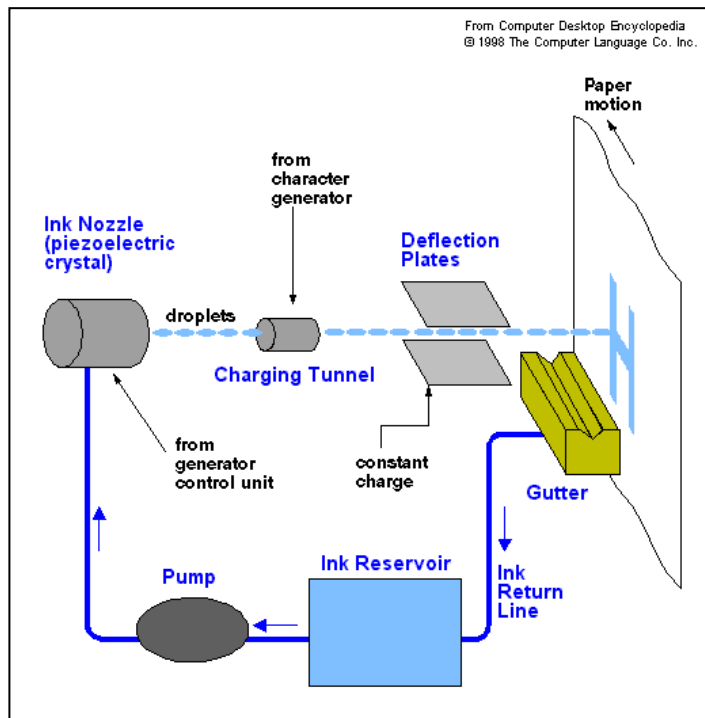 From Computer Desktop Encyclopedia
© 1998 The Computer Language Co. Inc.
Paper
motion
from
character
generator
Ink Nozzle
(piezoelectric
crystal)
Deflection
Plates
droplets
Charging Tunnel
from
generator
control unit
constant
charge
Gutter
Pump
Ink Reservoir
Ink
Return
Line